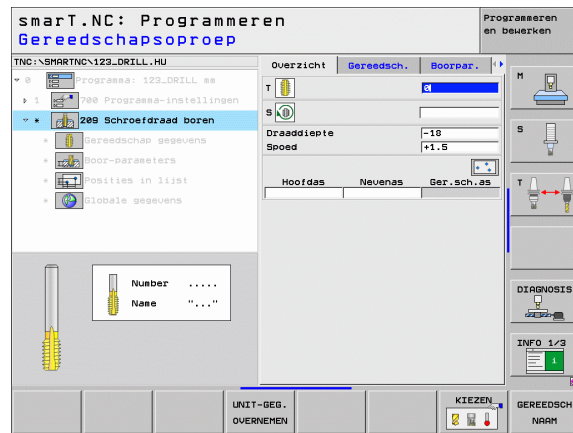 smarT.NC: Programmeren
Gereedschapsoproep
Programmeren
en bewerken
TNC:\SMARTNC\123_DRILL.HU
0 Programma: 123_DRILL mm
1 700 Programma-instellingen
* 209 Schroefdraad boren
* Gereedschap gegevens
* Boor-parameters
* Posities in lijst
* Globale gegevens
Overzicht Gereedsch. Boorpar.
T 0
S
Draaddiepte -18
Spoed +1.5
Hoofdas Nevenas Ger.sch.as
Number .....
Name "..."
M
S
T
DIAGNOSIS
INFO 1/3
UNIT-GEG.
OVERNEMEN
KIEZEN
GEREEDSCH
NAAM